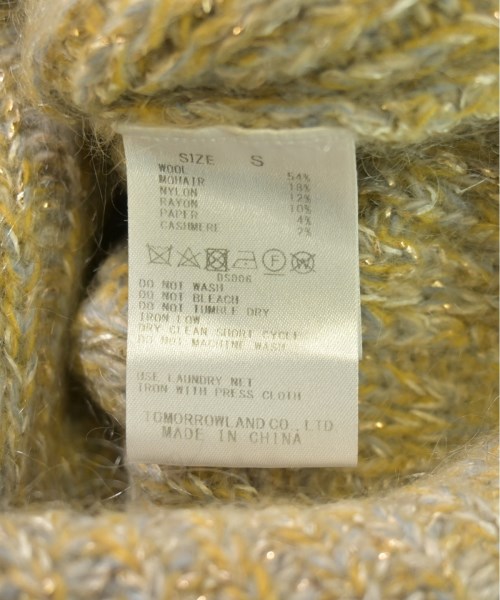 SIZE S
WOOL 54%
MOHAIR 18%
NYLON 12%
RAYON 10%
PAPER 4%
CASHMERE 2%
F W
DS006
DO NOT WASH
DO NOT BLEACH
DO NOT TUMBLE DRY
IRON LOW
DRY CLEAN SHORT CYCLE
DO NOT MACHINE WASH
USE LAUNDRY NET
IRON WITH PRESS CLOTH
TOMORROWLAND CO., LTD.
MADE IN CHINA